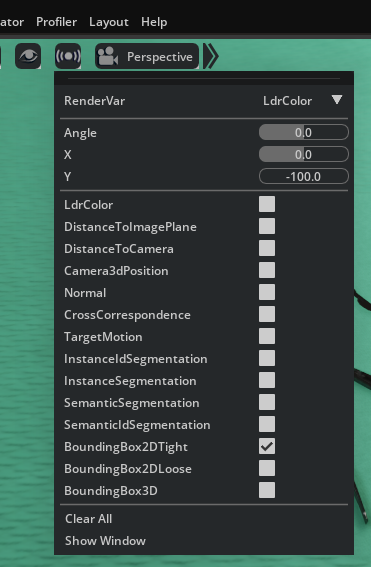 ator Profiler Layout Help
Perspective
RenderVar LdrColor
Angle 0.0
X 0.0
Y -100.0
LdrColor
DistanceToImagePlane
DistanceToCamera
Camera3dPosition
Normal
CrossCorrespondence
TargetMotion
InstanceIdSegmentation
InstanceSegmentation
SemanticSegmentation
SemanticIdSegmentation
BoundingBox2DTight
BoundingBox2DLoose
BoundingBox3D
Clear All
Show Window